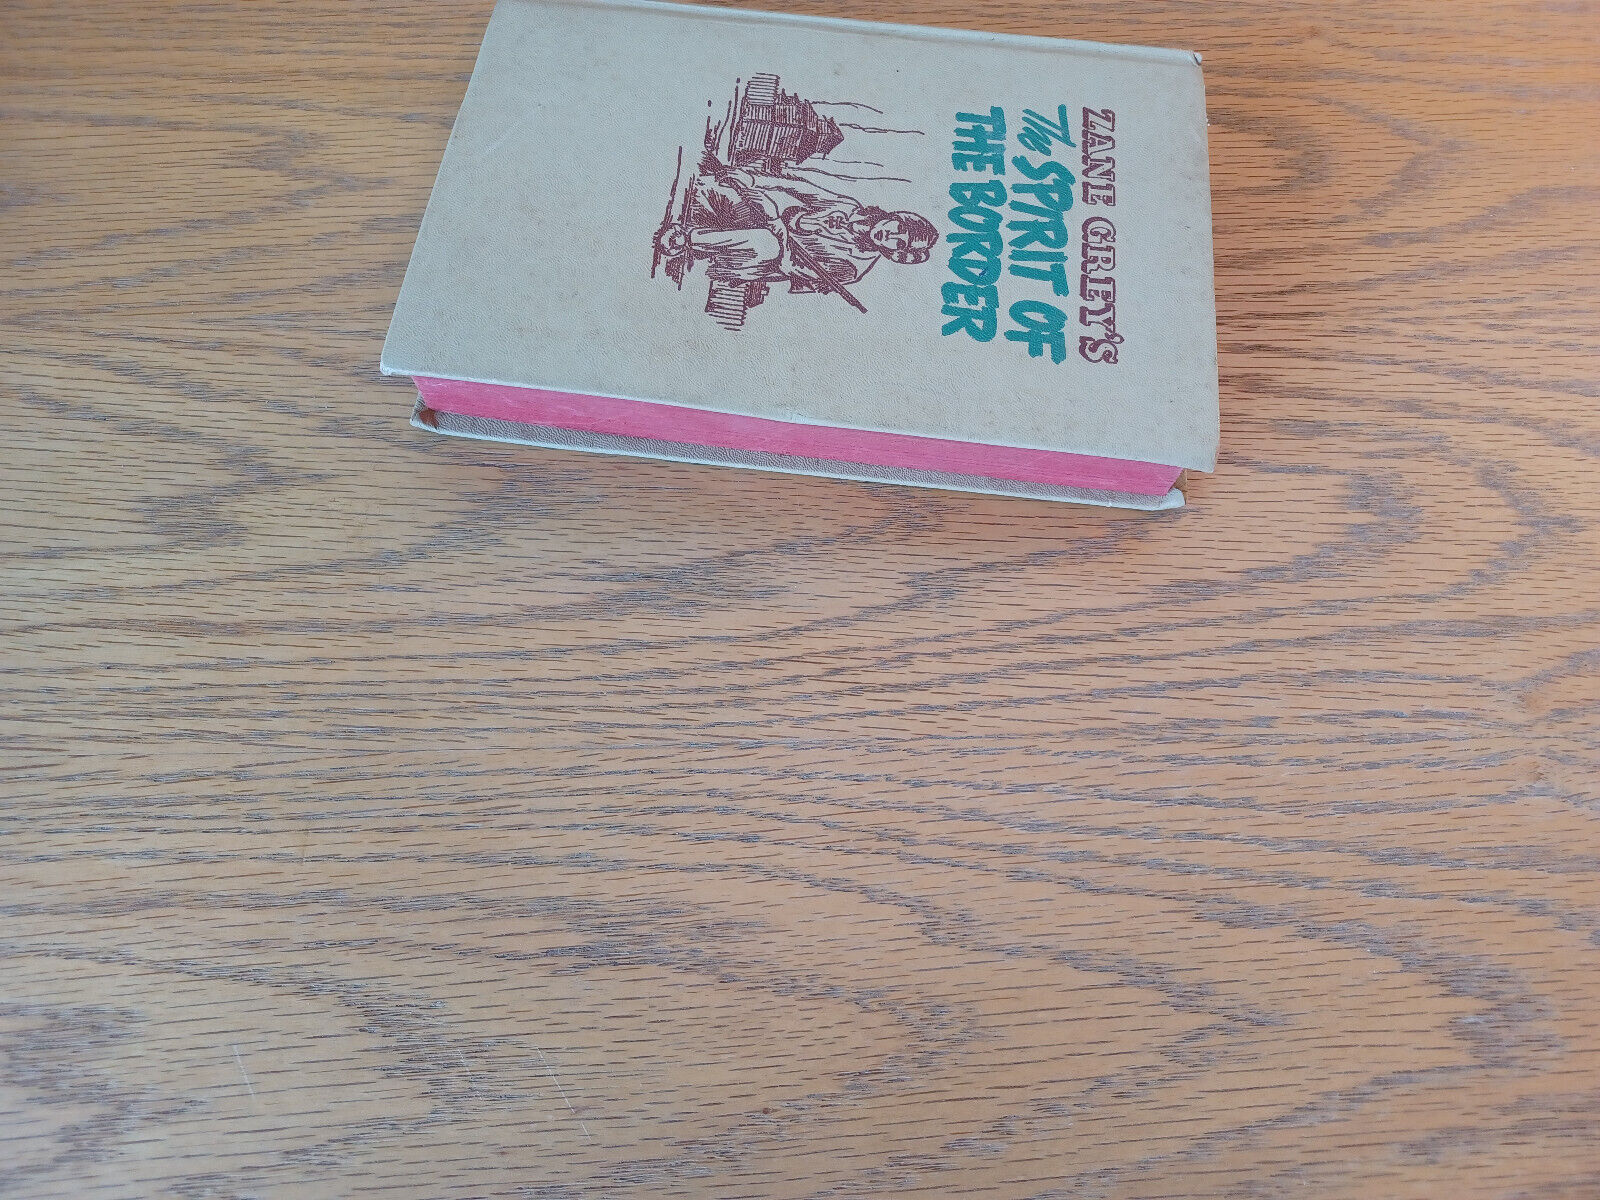 ZANE GREY'S
The SPIRIT OF
THE BORDER